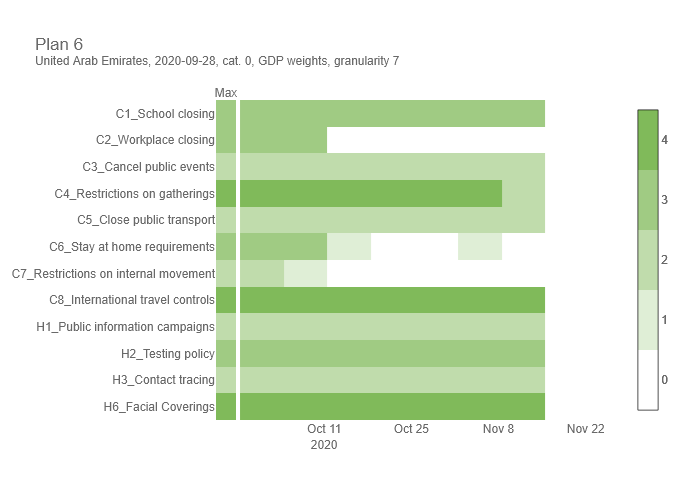 Plan 6
United Arab Emirates, 2020-09-28, cat. 0, GDP weights, granularity 7
Max
C1_School closing
C2_Workplace closing
C3_Cancel public events
C4_Restrictions on gatherings
C5_Close public transport
C6_Stay at home requirements
C7_Restrictions on internal movement
C8_International travel controls
H1_Public information campaigns
H2_Testing policy
H3_Contact tracing
H6_Facial Coverings
Oct 11 Oct 25 Nov 8 Nov 22
2020
4
3
2
1
0